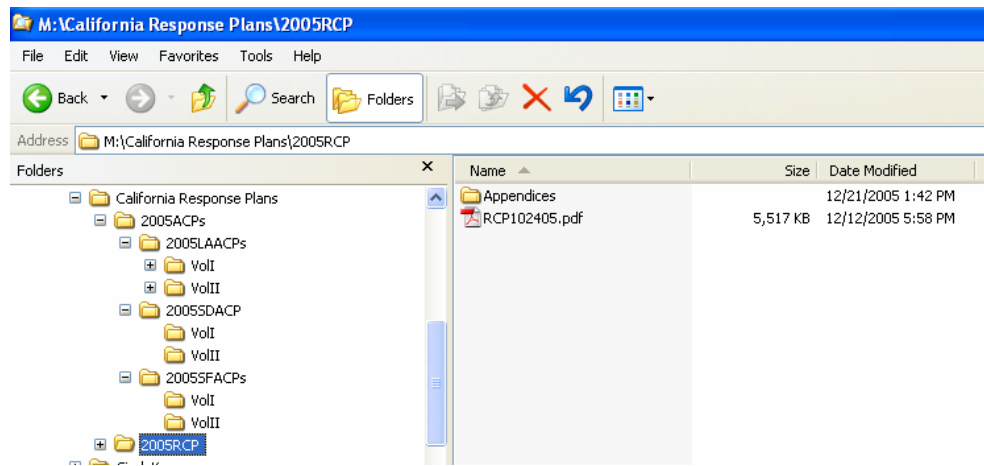 M:\California Response Plans\2005RCP
File Edit View Favorites Tools Help
Back Search Folders
Address M:\California Response Plans\2005RCP
Folders x Name Size Date Modified
California Response Plans
2005ACPs
2005LAACPs
VolI
VolII
2005SDACP
VolI
VolII
2005SFACPs
VolI
VolII
2005RCP
Appendices 12/21/2005 1:42 PM
RCP102405.pdf 5,517 KB 12/12/2005 5:58 PM